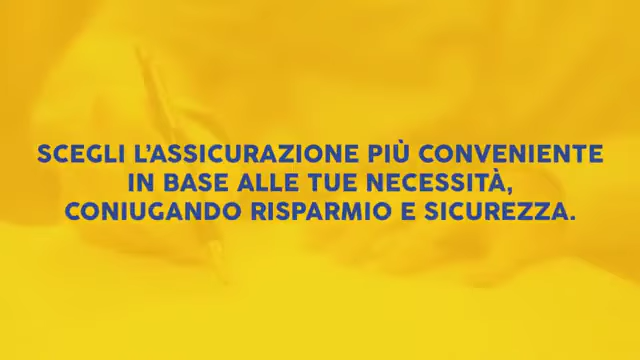 SCEGLI L'ASSICURAZIONE PIÙ CONVENIENTE
IN BASE ALLE TUE NECESSITÀ,
CONIUGANDO RISPARMIO E SICUREZZA.